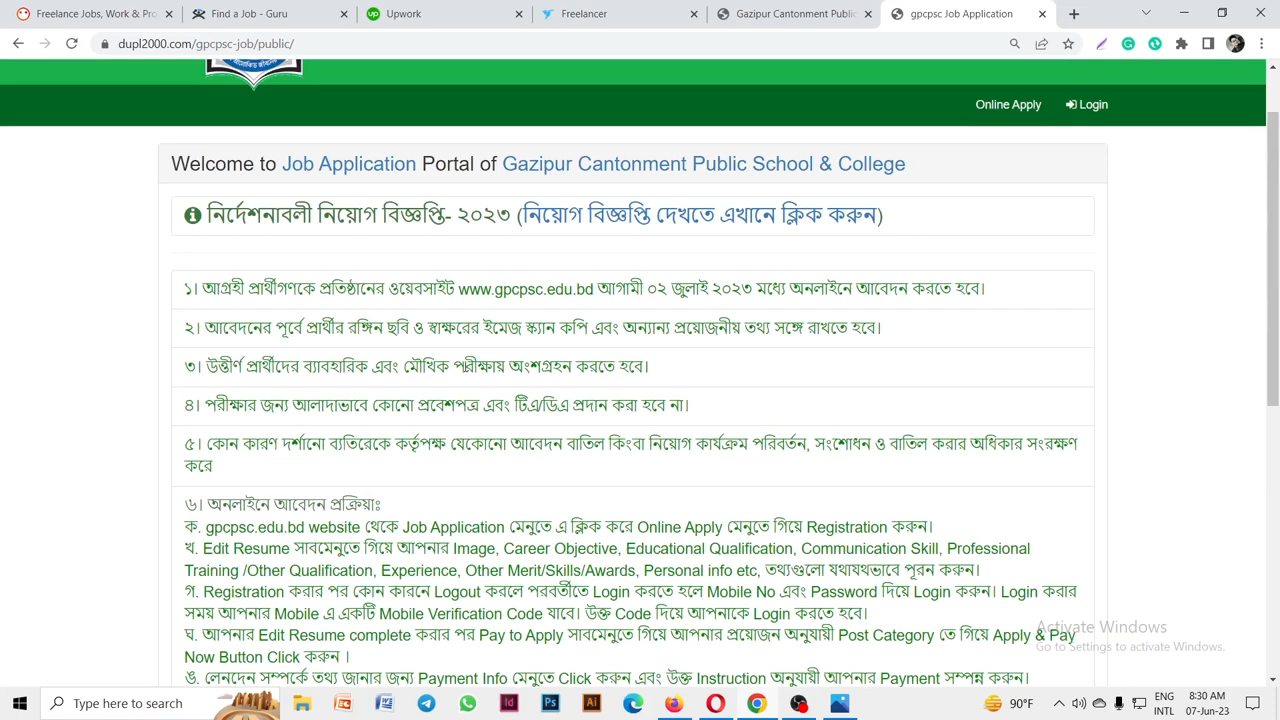 Freelance Jobs, Work & Pro
Find a Job - Guru
Upwork
Freelancer
Gazipur Cantonment Public
gpcpsc Job Application
dupl2000.com/gpcpsc-job/public/
Online Apply
Login
Welcome to Job Application Portal of Gazipur Cantonment Public School & College
নির্দেশনাবলী নিয়োগ বিজ্ঞপ্তি- ২০২৩ (নিয়োগ বিজ্ঞপ্তি দেখতে এখানে ক্লিক করুন)
১। আগ্রহী প্রার্থীগণকে প্রতিষ্ঠানের ওয়েবসাইট www.gpcpsc.edu.bd আগামী ০২ জুলাই ২০২৩ মধ্যে অনলাইনে আবেদন করতে হবে।
২। আবেদনের পূর্বে প্রার্থীর রঙ্গিন ছবি ও স্বাক্ষরের ইমেজ স্ক্যান কপি এবং অন্যান্য প্রয়োজনীয় তথ্য সঙ্গে রাখতে হবে।
৩। উত্তীর্ণ প্রার্থীদের ব্যাবহারিক এবং মৌখিক পরীক্ষায় অংশগ্রহন করতে হবে।
৪। পরীক্ষার জন্য আলাদাভাবে কোনো প্রবেশপত্র এবং টিএ/ডিএ প্রদান করা হবে না।
৫। কোন কারণ দর্শানো ব্যতিরেকে কর্তৃপক্ষ যেকোনো আবেদন বাতিল কিংবা নিয়োগ কার্যক্রম পরিবর্তন, সংশোধন ও বাতিল করার অধিকার সংরক্ষণ
করে
৬। অনলাইনে আবেদন প্রক্রিয়াঃ
ক. gpcpsc.edu.bd website থেকে Job Application মেনুতে এ ক্লিক করে Online Apply মেনুতে গিয়ে Registration করুন।
খ. Edit Resume সাবমেনুতে গিয়ে আপনার Image, Career Objective, Educational Qualification, Communication Skill, Professional
Training /Other Qualification, Experience, Other Merit/Skills/Awards, Personal info etc, তথ্যগুলো যথাযথভাবে পূরন করুন।
গ. Registration করার পর কোন কারনে Logout করলে পরবর্তীতে Login করতে হলে Mobile No এবং Password দিয়ে Login করুন। Login করার
সময় আপনার Mobile এ একটি Mobile Verification Code যাবে। উক্ত Code দিয়ে আপনাকে Login করতে হবে।
ঘ. আপনার Edit Resume complete করার পর Pay to Apply সাবমেনুতে গিয়ে আপনার প্রয়োজন অনুযায়ী Post Category তে গিয়ে Apply & Pay
Now Button Click করুন ।
ঙ. লেনদেন সম্পর্কে তথ্য জানার জন্য Payment Info মেনুতে Click করুন এবং উক্ত Instruction অনুযায়ী আপনার Payment সম্পন্ন করুন।
Activate Windows
Go to Settings to activate Windows.
Type here to search
90°F
ENG
INTL
8:30 AM
07-Jun-23